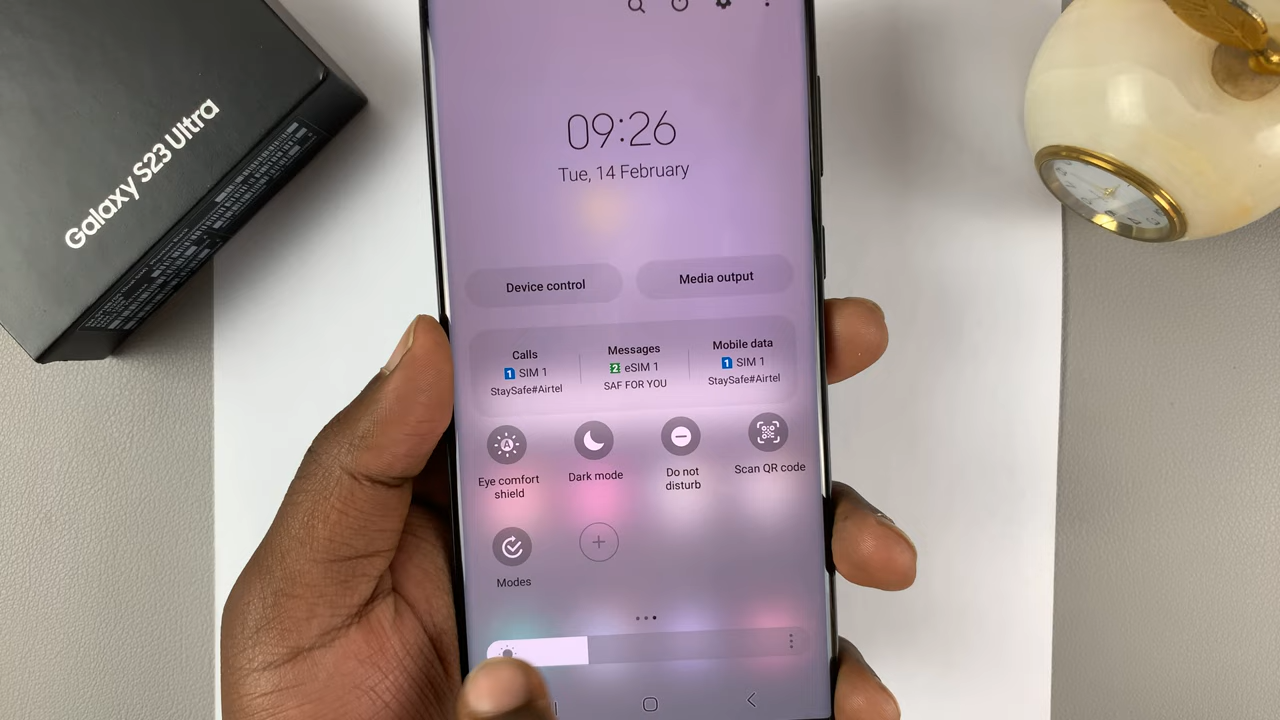 Galaxy S23 Ultra
09:26
Tue, 14 February
Device control
Media output
Calls
1 SIM 1
StaySafe#Airtel
Messages
2 eSIM 1
SAF FOR YOU
Mobile data
1 SIM 1
StaySafe#Airtel
A
Eye comfort
shield
Dark mode
Do not
disturb
Scan QR code
Modes